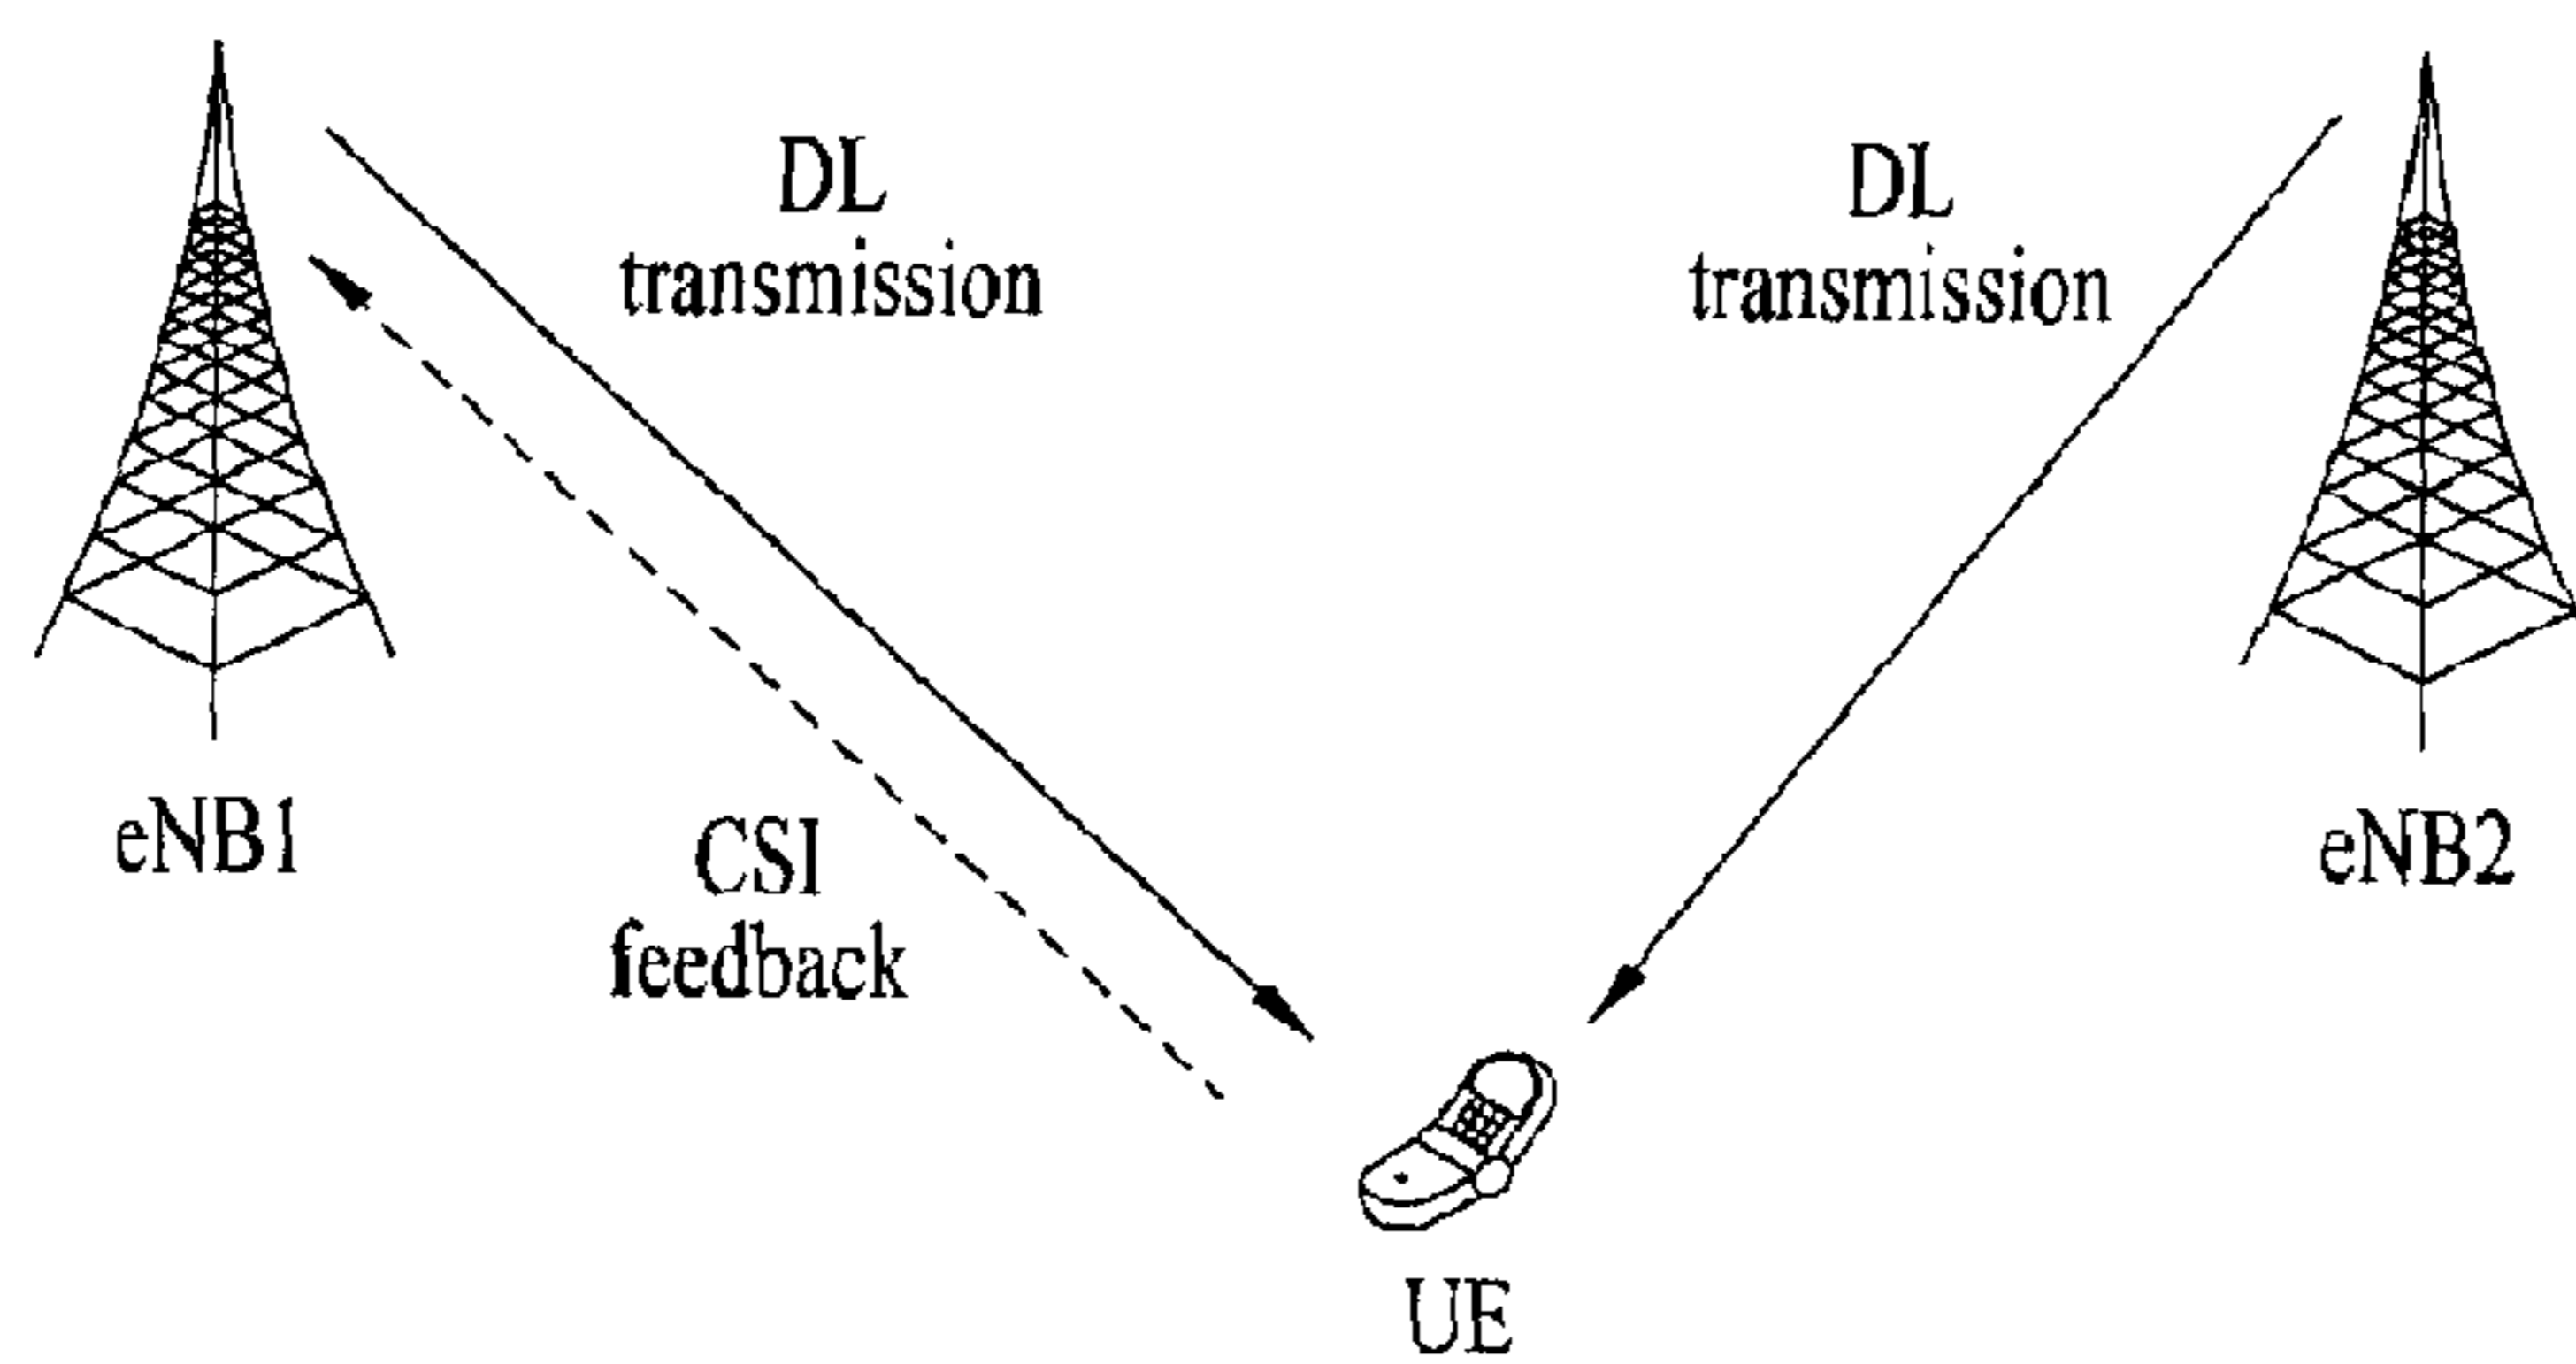 DL
transmission
DL
transmission
eNB1
CSI
feedback
eNB2
UE